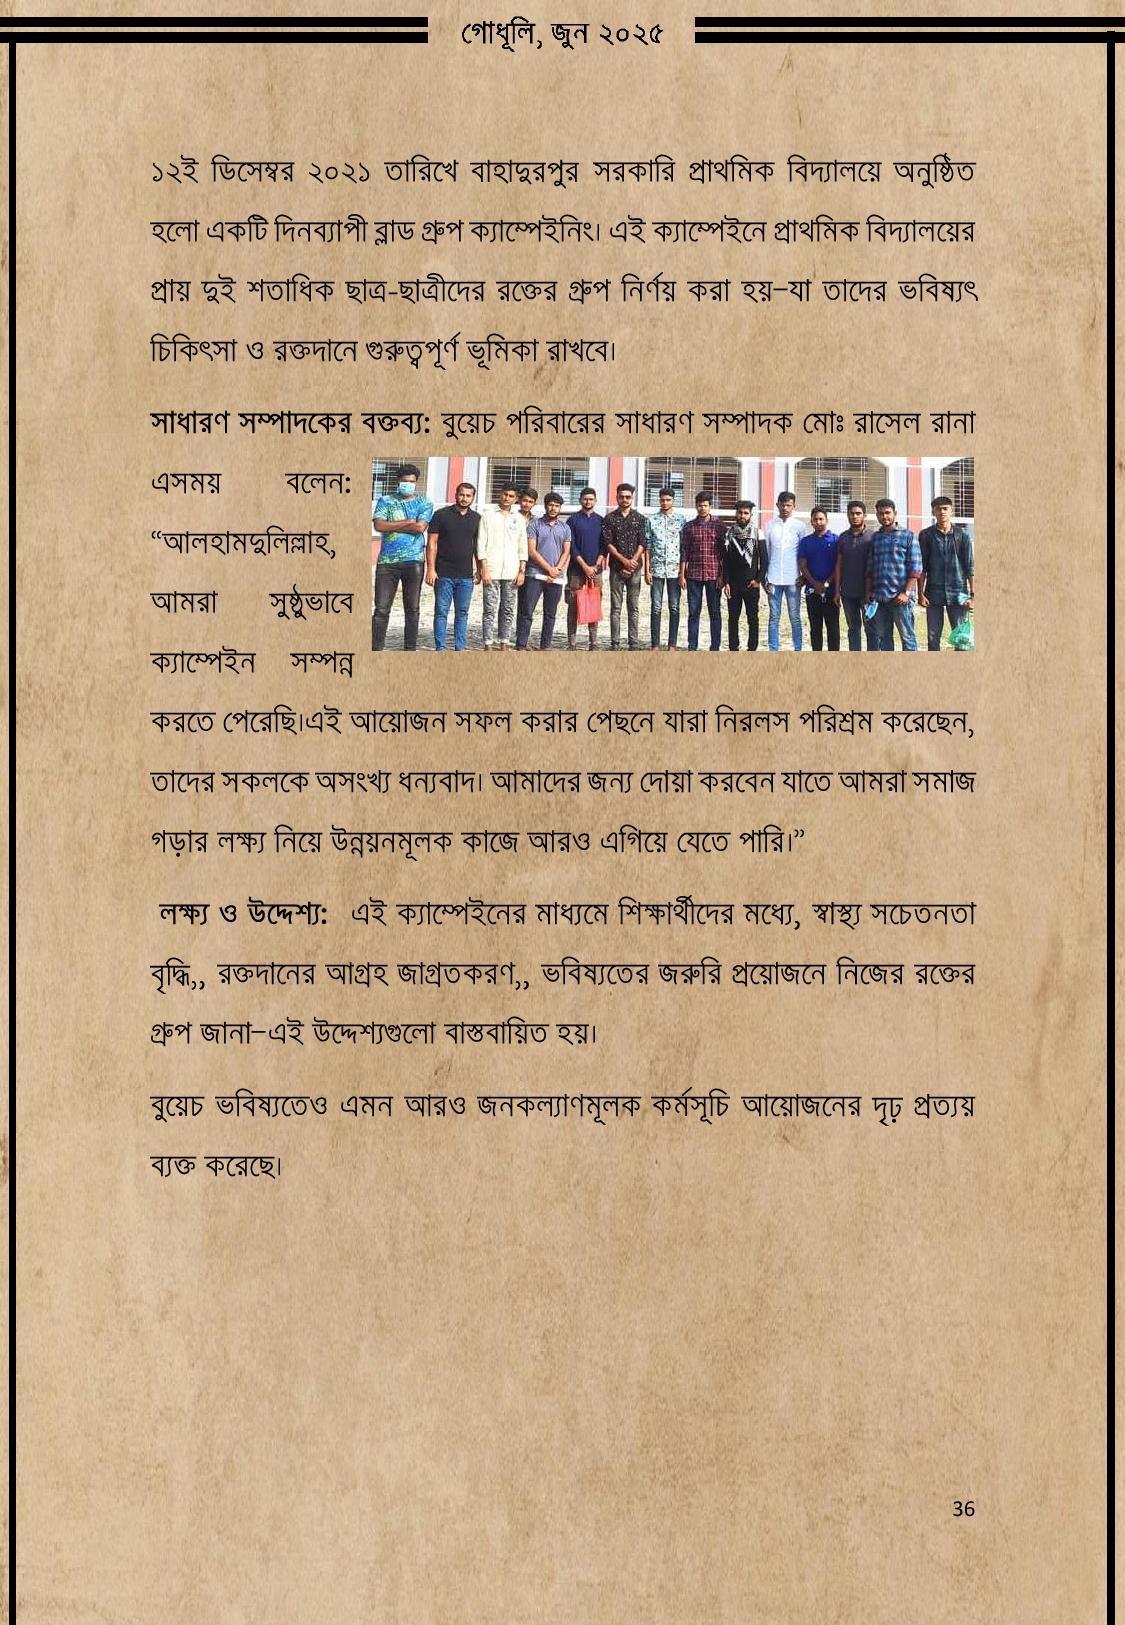 গোধূলি, জুন ২০২৫
১২ই ডিসেম্বর ২০২১ তারিখে বাহাদুরপুর সরকারি প্রাথমিক বিদ্যালয়ে অনুষ্ঠিত
হলো একটি দিনব্যাপী ব্লাড গ্রুপ ক্যাম্পেইনিং। এই ক্যাম্পেইনে প্রাথমিক বিদ্যালয়ের
প্রায় দুই শতাধিক ছাত্র-ছাত্রীদের রক্তের গ্রুপ নির্ণয় করা হয়–যা তাদের ভবিষ্যৎ
চিকিৎসা ও রক্তদানে গুরুত্বপূর্ণ ভূমিকা রাখবে।
সাধারণ সম্পাদকের বক্তব্য: বুয়েচ পরিবারের সাধারণ সম্পাদক মোঃ রাসেল রানা
এসময় বলেন:
“আলহামদুলিল্লাহ,
আমরা সুষ্ঠুভাবে
ক্যাম্পেইন সম্পন্ন
করতে পেরেছি।এই আয়োজন সফল করার পেছনে যারা নিরলস পরিশ্রম করেছেন,
তাদের সকলকে অসংখ্য ধন্যবাদ। আমাদের জন্য দোয়া করবেন যাতে আমরা সমাজ
গড়ার লক্ষ্য নিয়ে উন্নয়নমূলক কাজে আরও এগিয়ে যেতে পারি।”
লক্ষ্য ও উদ্দেশ্য: এই ক্যাম্পেইনের মাধ্যমে শিক্ষার্থীদের মধ্যে, স্বাস্থ্য সচেতনতা
বৃদ্ধি,, রক্তদানের আগ্রহ জাগ্রতকরণ,, ভবিষ্যতের জরুরি প্রয়োজনে নিজের রক্তের
গ্রুপ জানা–এই উদ্দেশ্যগুলো বাস্তবায়িত হয়।
বুয়েচ ভবিষ্যতেও এমন আরও জনকল্যাণমূলক কর্মসূচি আয়োজনের দৃঢ় প্রত্যয়
ব্যক্ত করেছে।
36